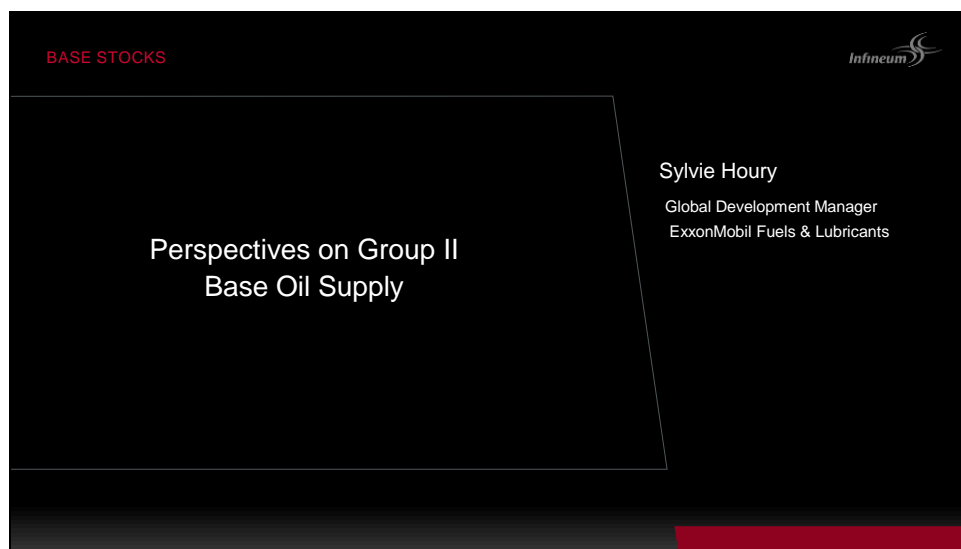 BASE STOCKS
Infineum
Perspectives on Group II
Base Oil Supply
Sylvie Houry
Global Development Manager
ExxonMobil Fuels & Lubricants